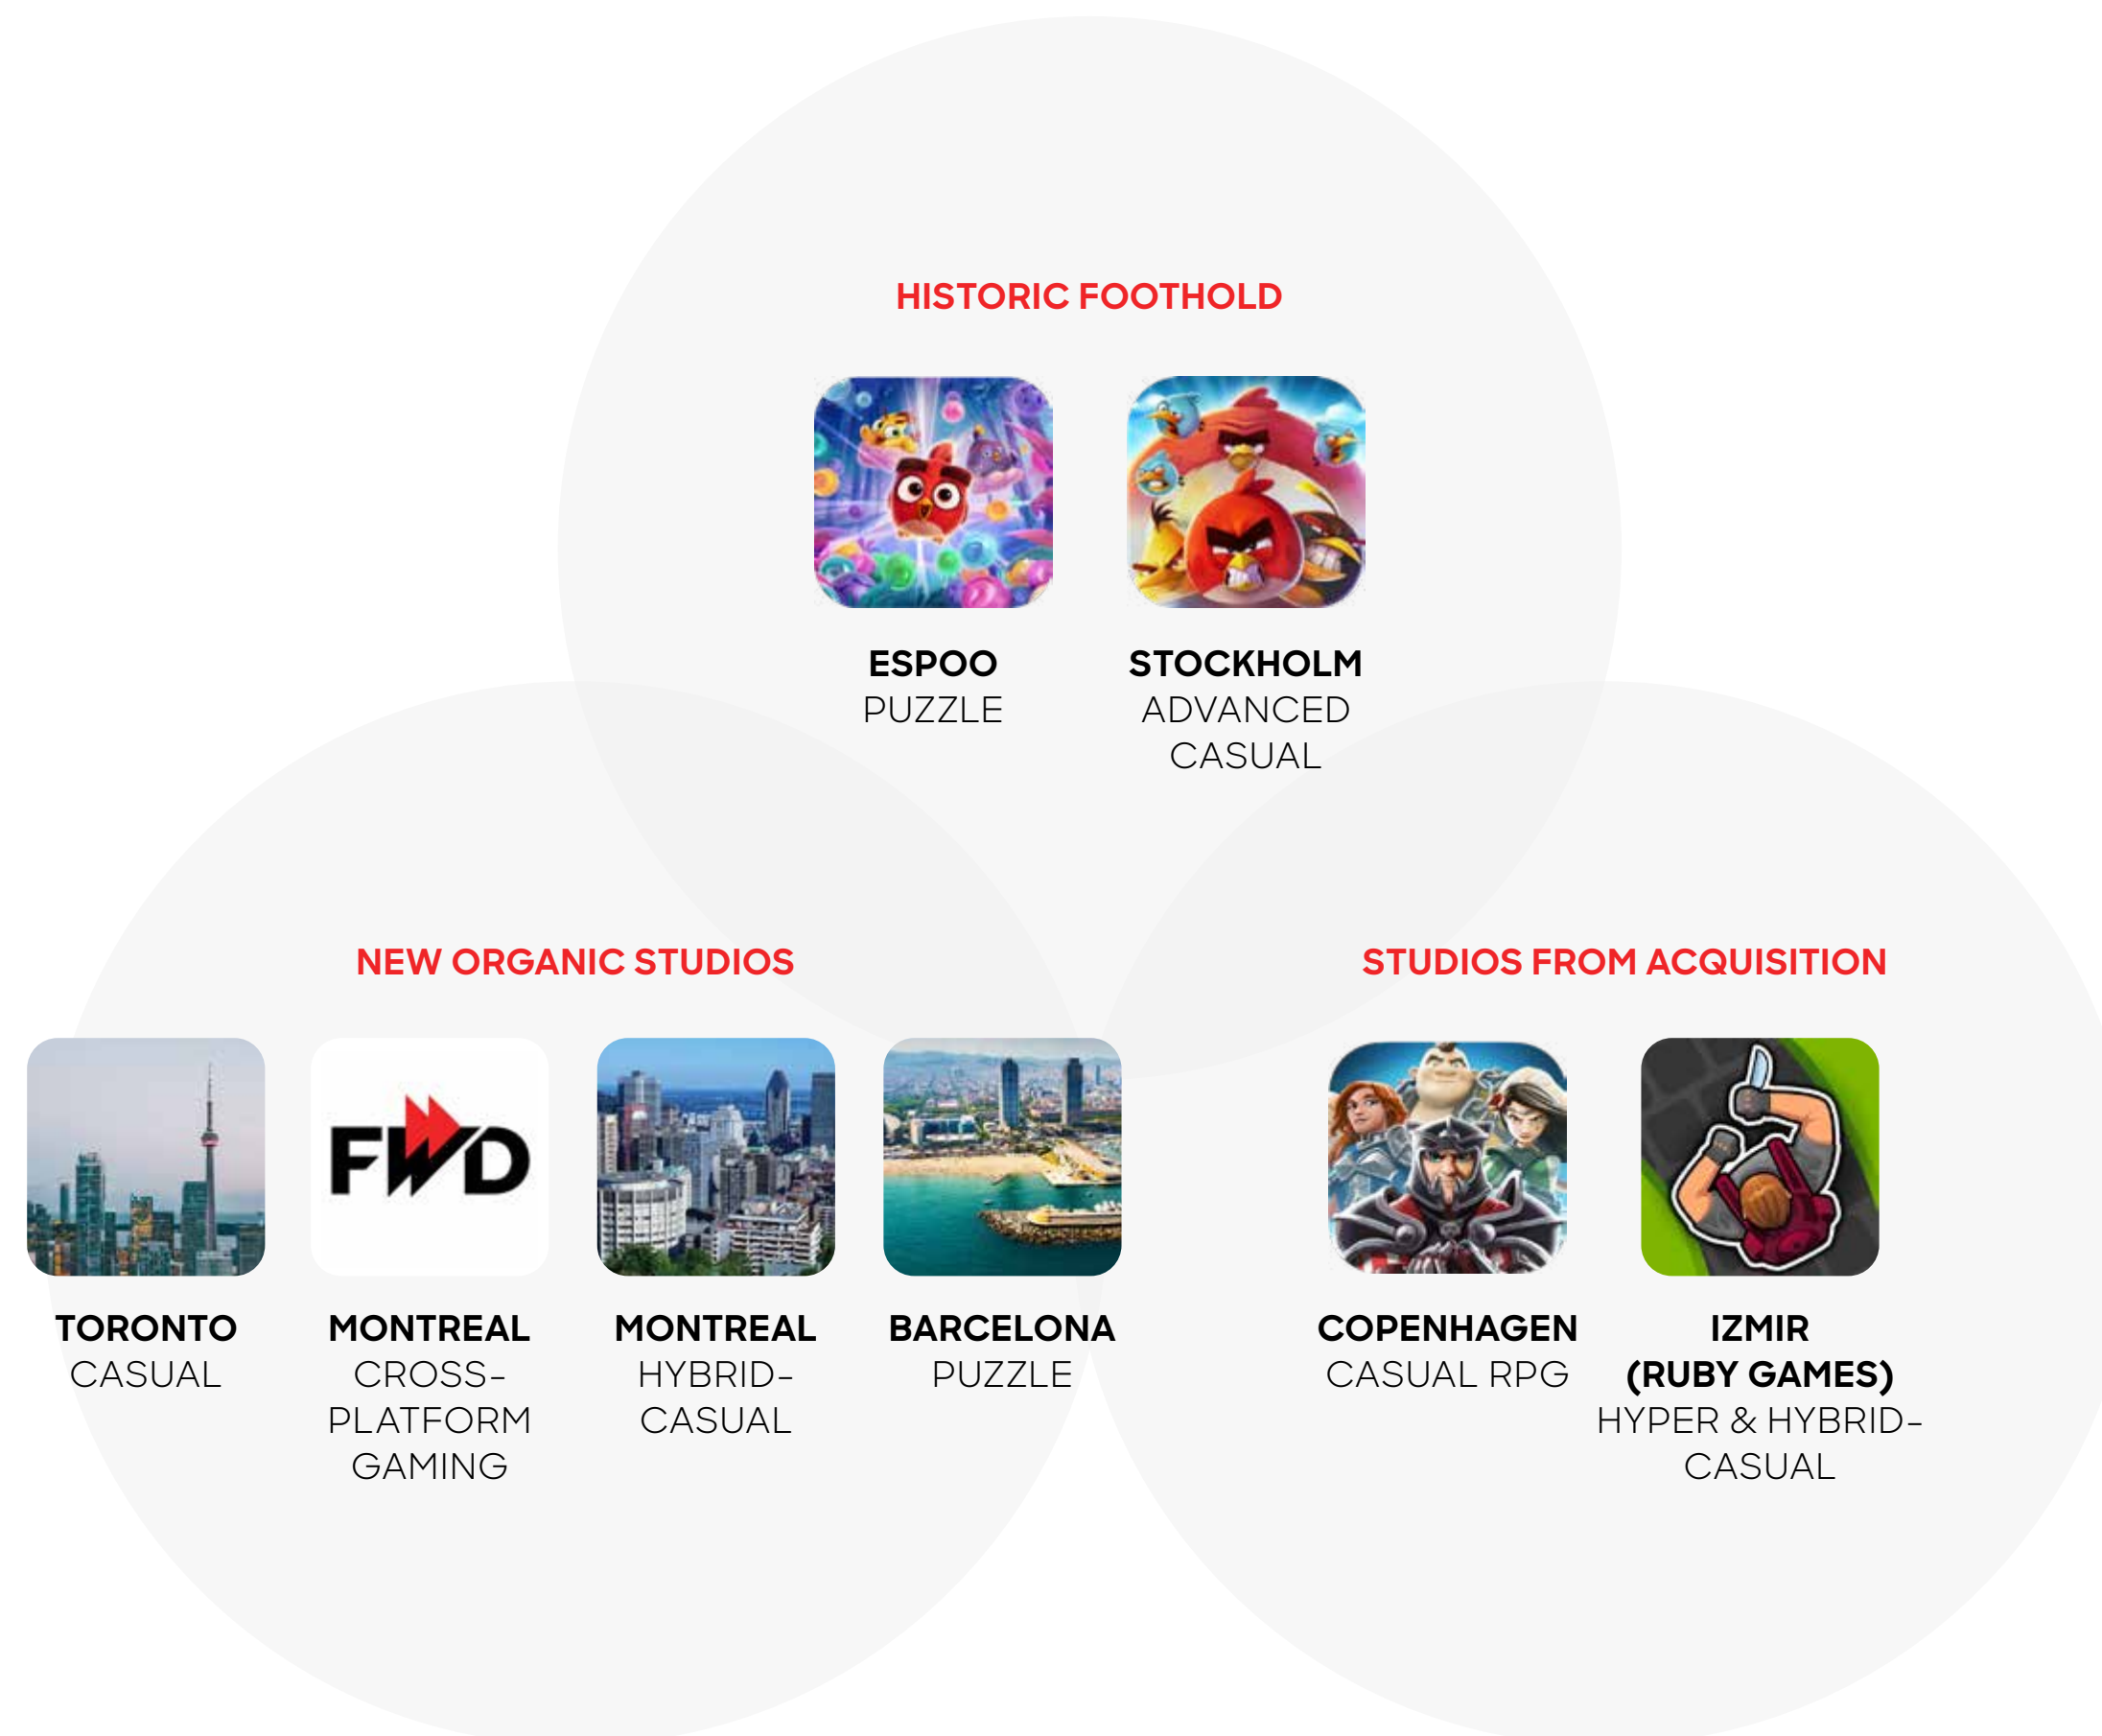 HISTORIC FOOTHOLD
ESPOO
PUZZLE
STOCKHOLM
ADVANCED
CASUAL
NEW ORGANIC STUDIOS
FWD
TORONTO
CASUAL
MONTREAL
CROSS-
PLATFORM
GAMING
MONTREAL
HYBRID-
CASUAL
BARCELONA
PUZZLE
STUDIOS FROM ACQUISITION
COPENHAGEN
CASUAL RPG
IZMIR
(RUBY GAMES)
HYPER & HYBRID-
CASUAL